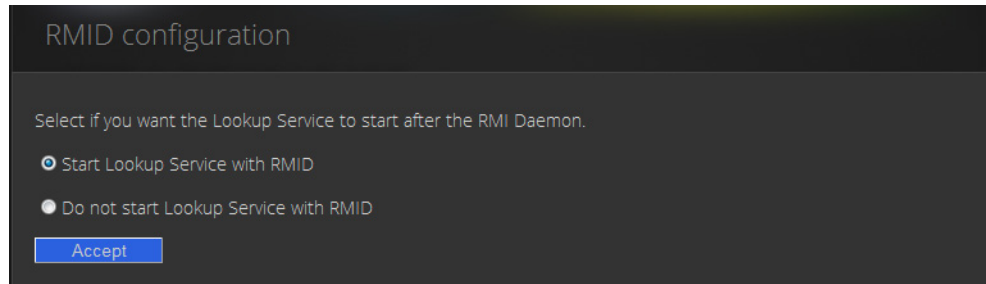 RMID configuration
Select if you want the Lookup Service to start after the RMI Daemon.
Start Lookup Service with RMID
Do not start Lookup Service with RMID
Accept